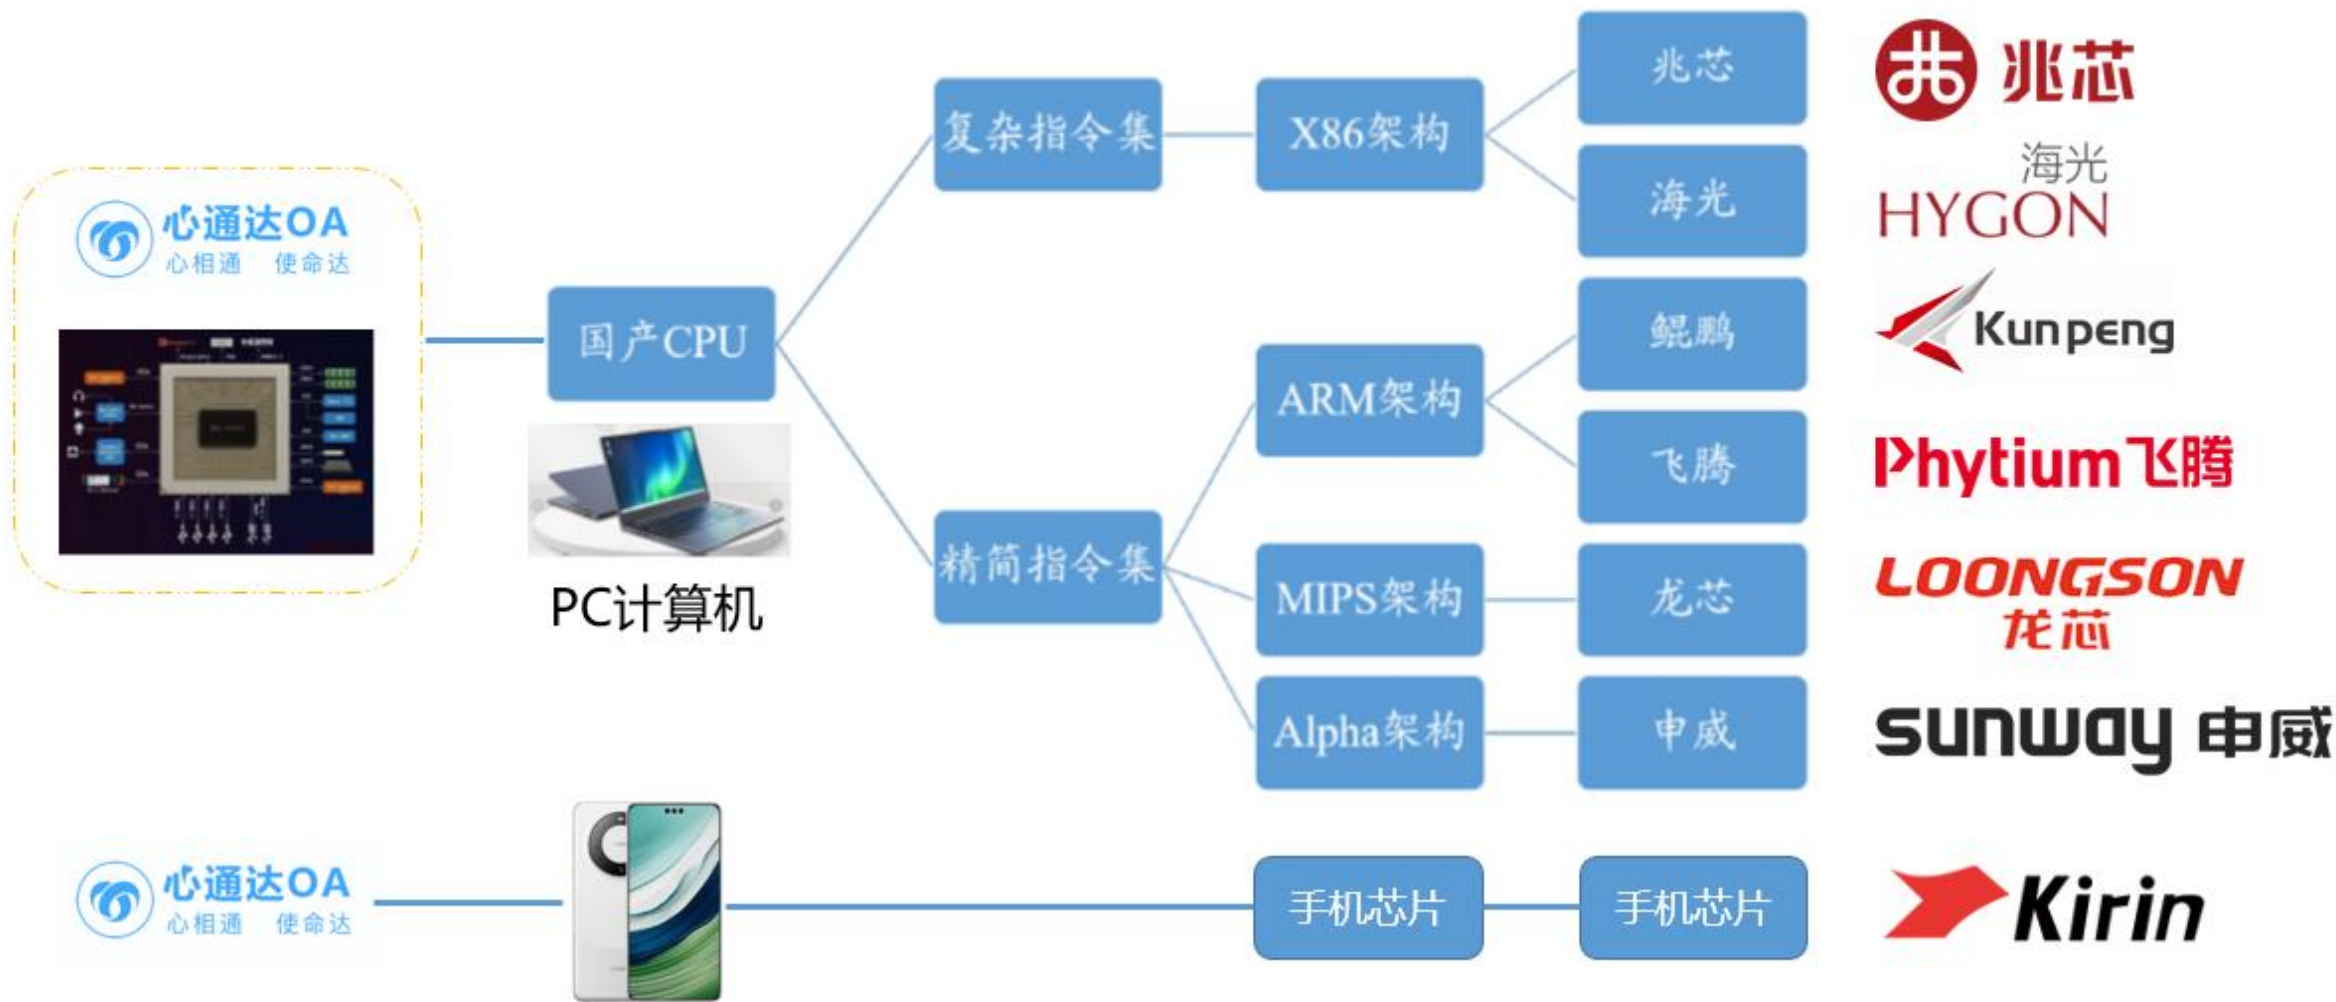 心通达OA
心相通 使命达
国产CPU
PC计算机
复杂指令集
X86架构
兆芯
海光
精简指令集
ARM架构
鲲鹏
飞腾
MIPS架构
龙芯
Alpha架构
申威
兆芯
海光
HYGON
Kunpeng
Phytium飞腾
LOONGSON
龙芯
sunway 申威
心通达OA
心相通 使命达
手机芯片
手机芯片
Kirin